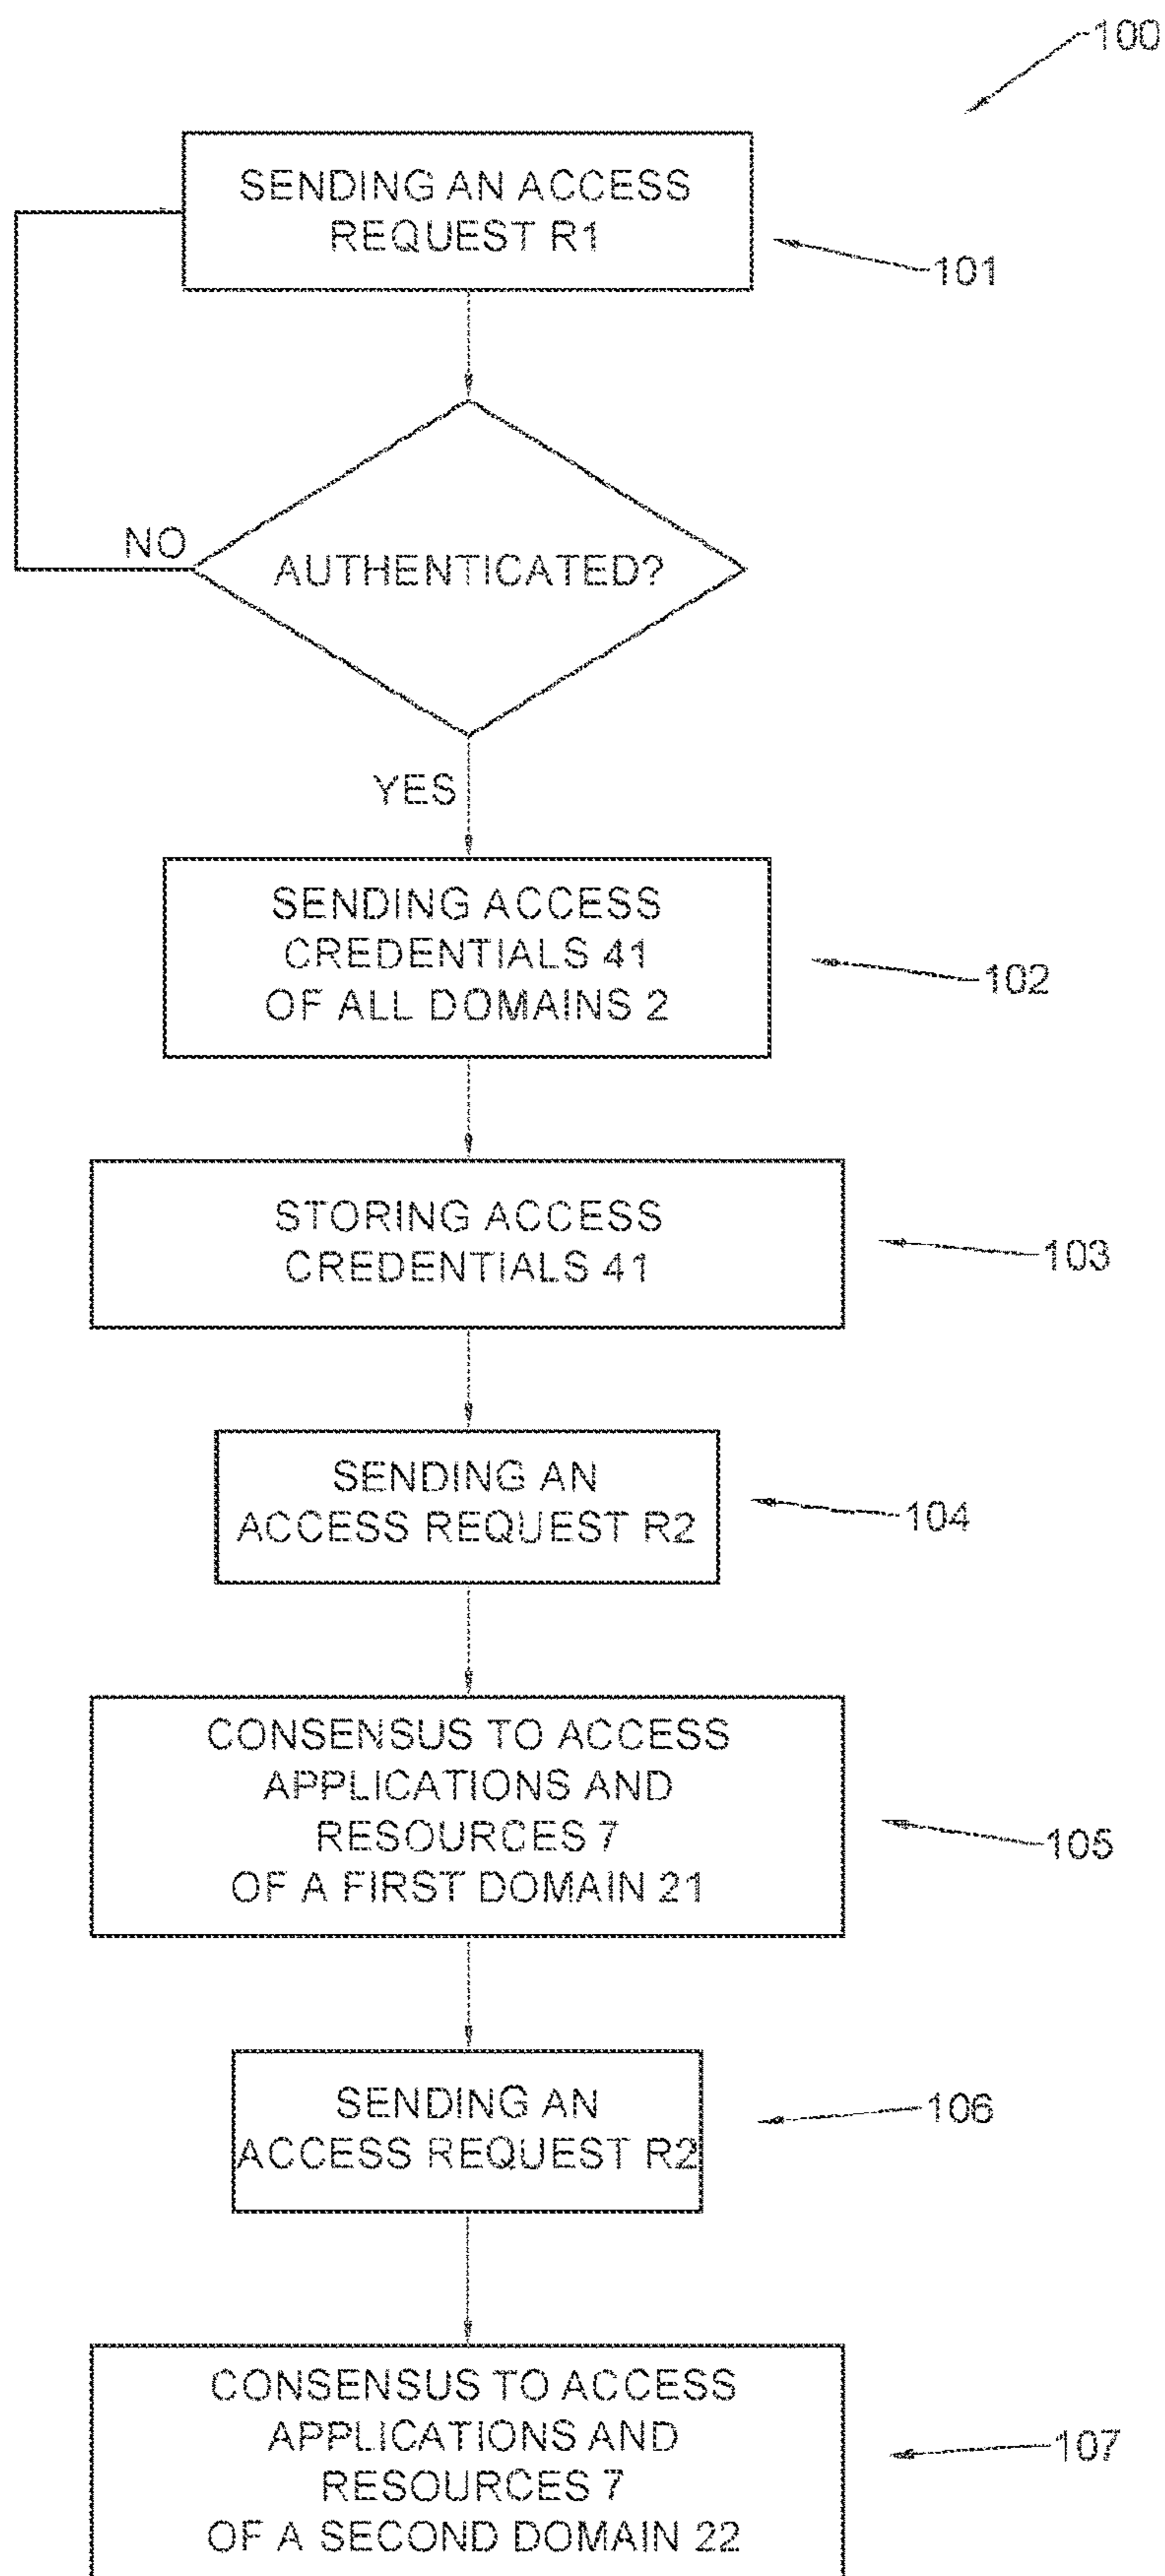 100
SENDING AN ACCESS
REQUEST R1
101
NO
AUTHENTICATED?
YES
SENDING ACCESS
CREDENTIALS 41
OF ALL DOMAINS 2
102
STORING ACCESS
CREDENTIALS 41
103
SENDING AN
ACCESS REQUEST R2
104
CONSENSUS TO ACCESS
APPLICATIONS AND
RESOURCES 7
OF A FIRST DOMAIN 21
105
SENDING AN
ACCESS REQUEST R2
106
CONSENSUS TO ACCESS
APPLICATIONS AND
RESOURCES 7
OF A SECOND DOMAIN 22
107